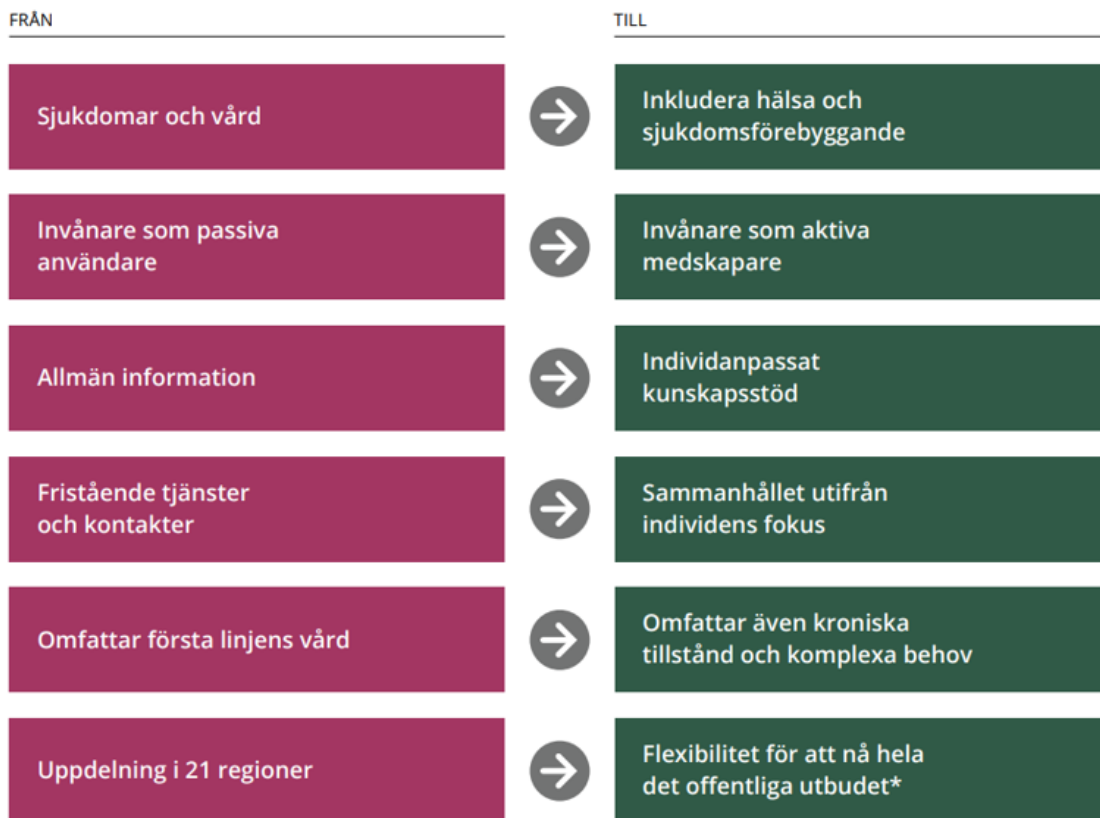 FRÅN
TILL
Sjukdomar och vård
Inkludera hälsa och
sjukdomsförebyggande
Invånare som passiva
användare
Invånare som aktiva
medskapare
Allmän information
Individanpassat
kunskapsstöd
Fristående tjänster
och kontakter
Sammanhållet utifrån
individens fokus
Omfattar första linjens vård
Omfattar även kroniska
tillstånd och komplexa behov
Uppdelning i 21 regioner
Flexibilitet för att nå hela
det offentliga utbudet*